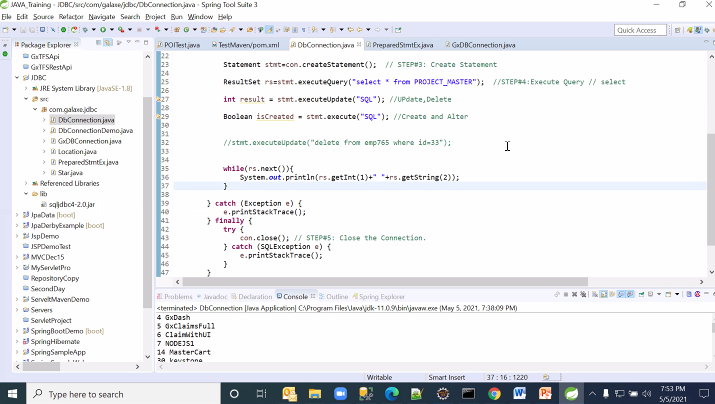 JAVA_Training - JDBC/src/com/galaxe/jdbc/DbConnection.java - Spring Tool Suite 3
File Edit Source Refactor Navigate Search Project Run Window Help
Quick Access
Package Explorer
POITest.java
TestMaven/pom.xml
DbConnection.java
PreparedStmtEx.java
GxDBConnection.java
GxTFSApi
GxTFSRestApi
JDBC
JRE System Library [JavaSE-1.8]
src
com.galaxe.jdbc
DbConnection.java
DbConnectionDemo.java
GxDBConnection.java
Location.java
PreparedStmtEx.java
Star.java
Referenced Libraries
lib
sqljdbc4-2.0.jar
JpaData [boot]
JpaDerbyExample [boot]
JspDemo
JSPDemoTest
MVCDec15
MyServletPro
RepositoryCopy
SecondDay
ServeltMavenDemo
Servers
ServletProject
SpringBootDemo [boot]
SpringHibernate
SpringSampleApp
22
23 Statement stmt=con.createStatement(); // STEP#3: Create Statement
24
25 ResultSet rs=stmt.executeQuery("select * from PROJECT_MASTER"); //STEP#4:Execute Query // select
26
27 int result = stmt.executeUpdate("SQL"); //UPdate,Delete
28
29 Boolean isCreated = stmt.execute("SQL"); //Create and Alter
30
31
32 //stmt.executeUpdate("delete from emp765 where id=33");
33
34
35 while(rs.next()){
36 System.out.println(rs.getInt(1)+" "+rs.getString(2));
37 }
38
39 } catch (Exception e) {
40 e.printStackTrace();
41 } finally {
42 try {
43 con.close(); // STEP#5: Close the Connection.
44 } catch (SQLException e) {
45 e.printStackTrace();
46 }
47 }
Problems Javadoc Declaration Console Outline Spring Explorer
<terminated> DbConnection [Java Application] C:\Program Files\Java\jdk-11.0.9\bin\javaw.exe (May 5, 2021, 7:38:09 PM)
4 GxDash
5 GxClaimsFull
6 ClaimWithUI
7 NODEJS1
14 MasterCart
30 keystone
Writable
Smart Insert
37 : 16 : 1220
Type here to search
7:53 PM
5/5/2021